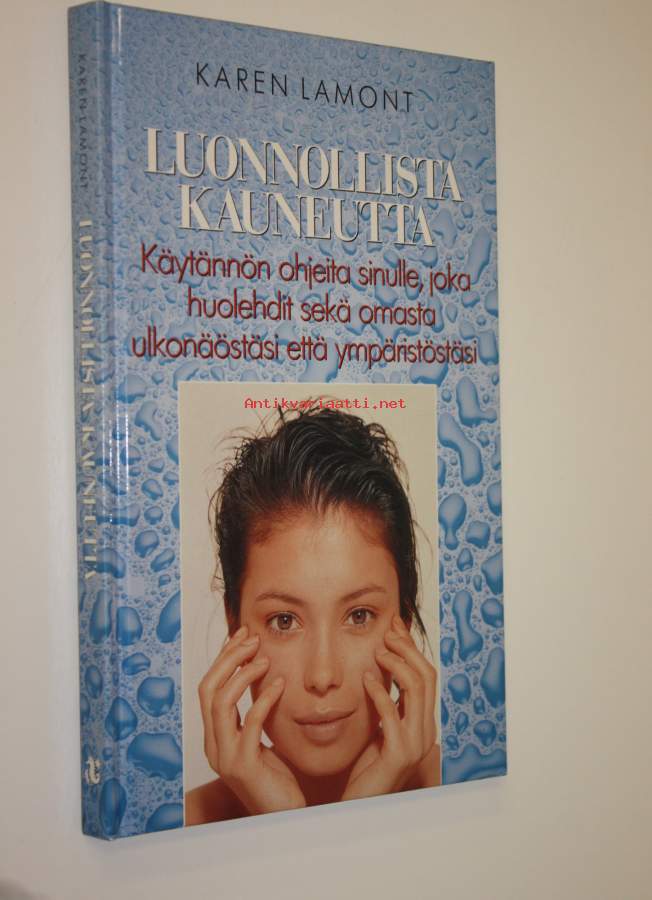 KAREN LAMONT
LUONNOLLISTA
KAUNEUTTA
Käytännön ohjeita sinulle, joka
huolehdit sekä omasta
ulkonäöstäsi että ympäristöstäsi
Antikvariaatti.net
KAREN LAMONT LUONNOLLISTA KAUNEUTTA
t